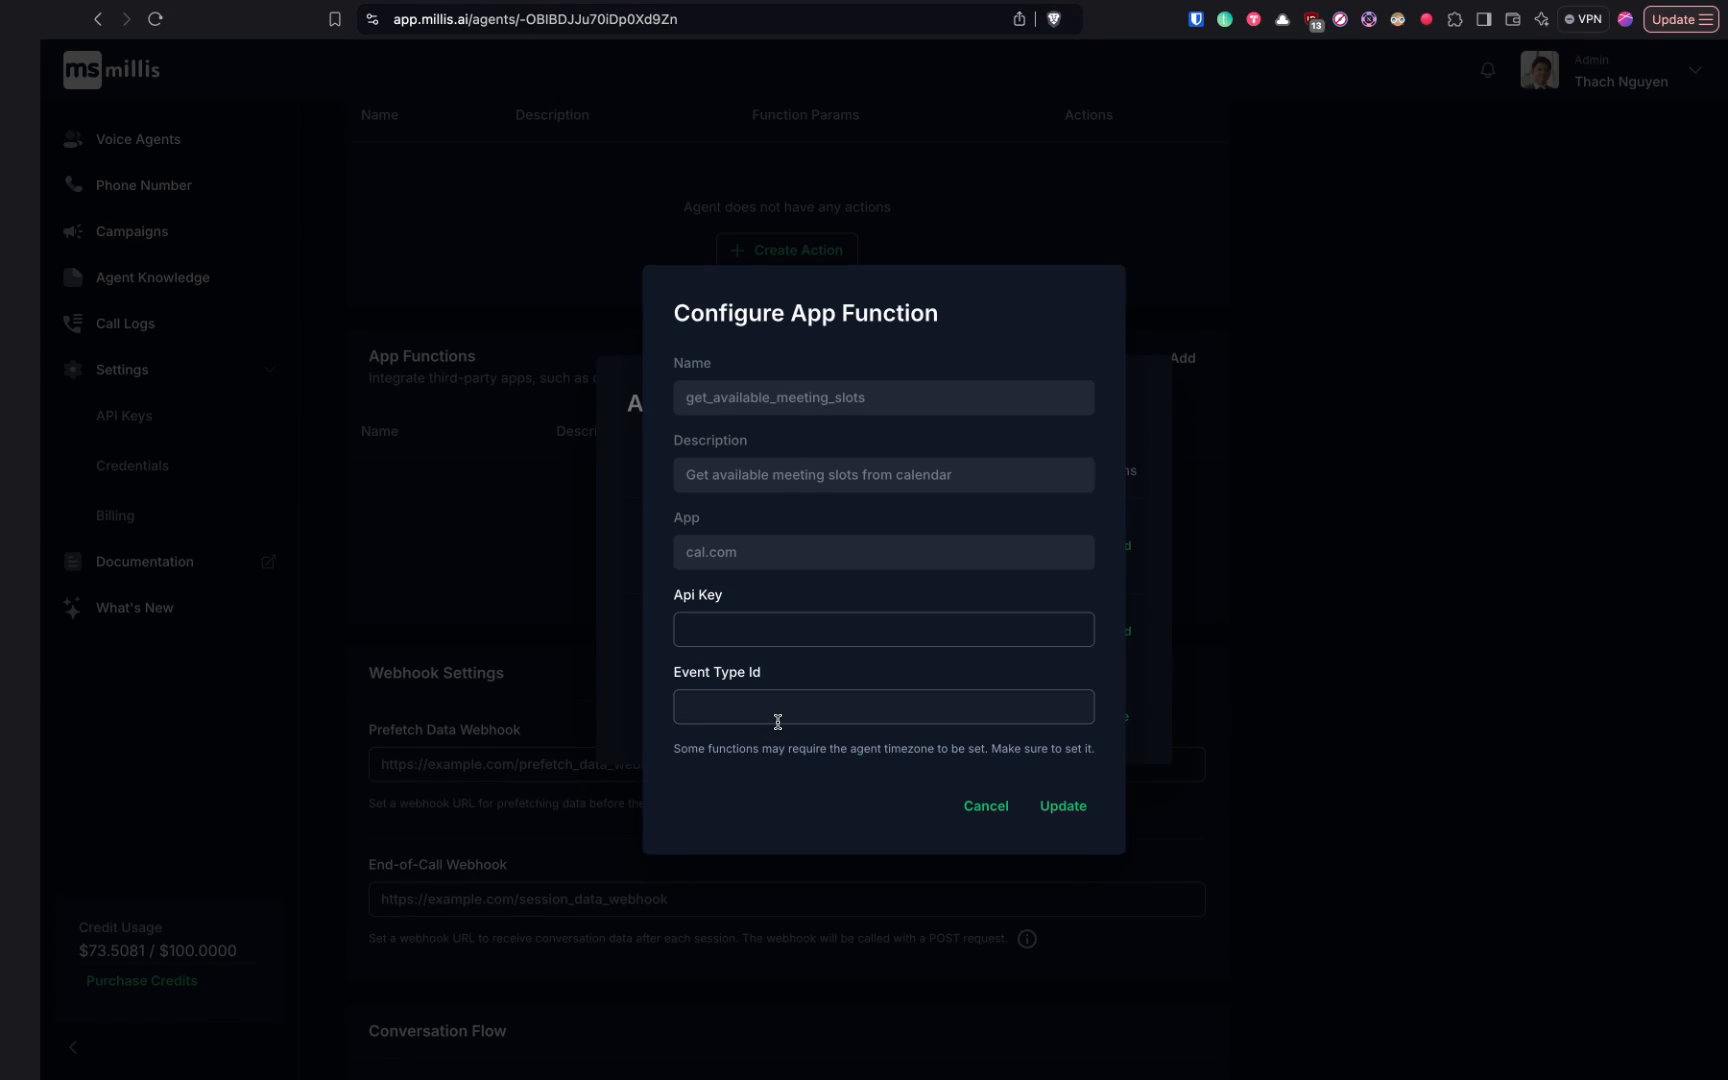 app.millis.ai/agents/-OBIBDJJu70iDp0Xd9Zn
13
VPN
Update
ms millis
Admin
Thach Nguyen
Voice Agents
Phone Number
Campaigns
Agent Knowledge
Call Logs
Settings
API Keys
Credentials
Billing
Documentation
What's New
Credit Usage
$73.5081 / $100.0000
Purchase Credits
Name Description Function Params Actions
Agent does not have any actions
Create Action
App Functions
Integrate third-party apps, such as
Add
Name
A
Configure App Function
Name
get_available_meeting_slots
Description
Get available meeting slots from calendar
App
cal.com
Api Key
Event Type Id
Some functions may require the agent timezone to be set. Make sure to set it.
Cancel Update
Webhook Settings
Prefetch Data Webhook
https://example.com/prefetch_data_
Set a webhook URL for prefetching data before the
End-of-Call Webhook
https://example.com/session_data_webhook
Set a webhook URL to receive conversation data after each session. The webhook will be called with a POST request.
Conversation Flow